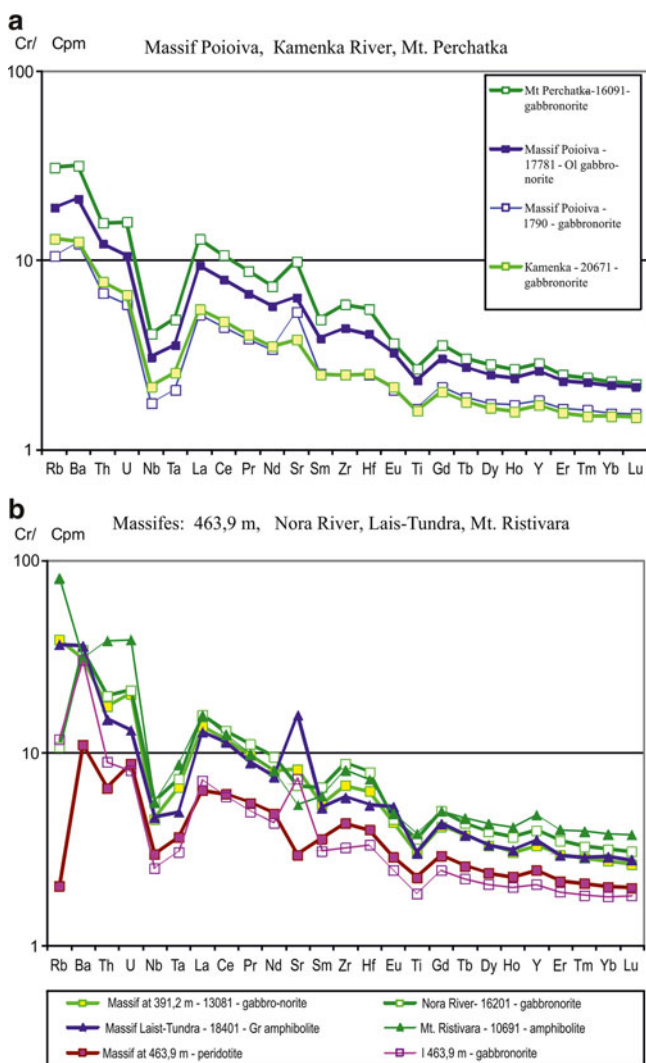 a
Cr/ Cpm
Massif Poioiva, Kamenka River, Mt. Perchatka
100
10
1
Mt Perchatka-16091-
gabbronorite
Massif Poioiva -
17781 - Ol gabbro-
norite
Massif Poioiva -
1790 - gabbronorite
Kamenka - 20671 -
gabbronorite
Rb Ba Th U Nb Ta La Ce Pr Nd Sr Sm Zr Hf Eu Ti Gd Tb Dy Ho Y Er Tm Yb Lu
b
Cr/ Cpm
Massifes: 463,9 m, Nora River, Lais-Tundra, Mt. Ristivara
100
10
1
Rb Ba Th U Nb Ta La Ce Pr Nd Sr Sm Zr Hf Eu Ti Gd Tb Dy Ho Y Er Tm Yb Lu
Massif at 391,2 m - 13081 - gabbro-norite
Nora River- 16201 - gabbronorite
Massif Laist-Tundra - 18401 - Gr amphibolite
Mt. Ristivara - 10691 - amphibolite
Massif at 463,9 m - peridotite
l 463,9 m - gabbronorite